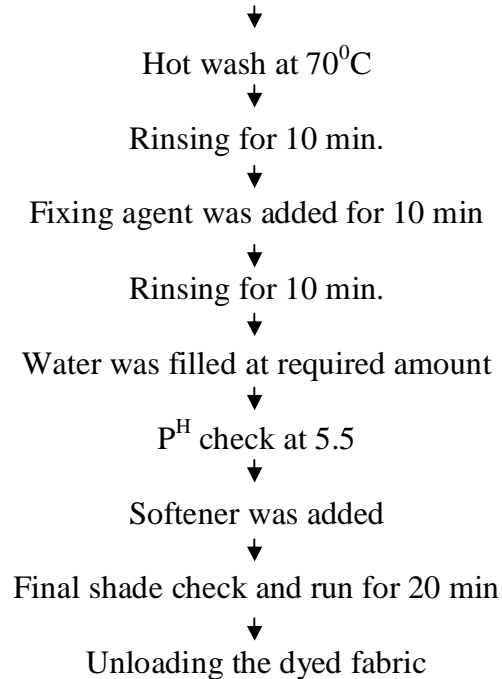 Hot wash at 70⁰C
Rinsing for 10 min.
Fixing agent was added for 10 min
Rinsing for 10 min.
Water was filled at required amount
Pᴴ check at 5.5
Softener was added
Final shade check and run for 20 min
Unloading the dyed fabric